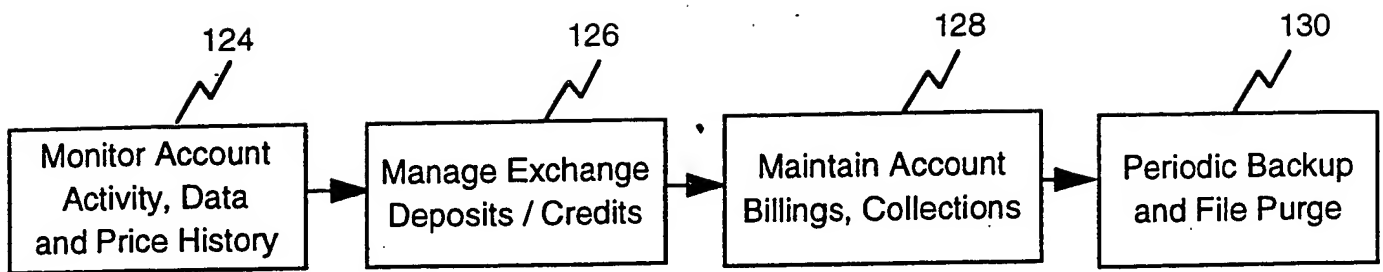 124
126
128
130
Monitor Account
Activity, Data
and Price History
Manage Exchange
Deposits / Credits
Maintain Account
Billings, Collections
Periodic Backup
and File Purge